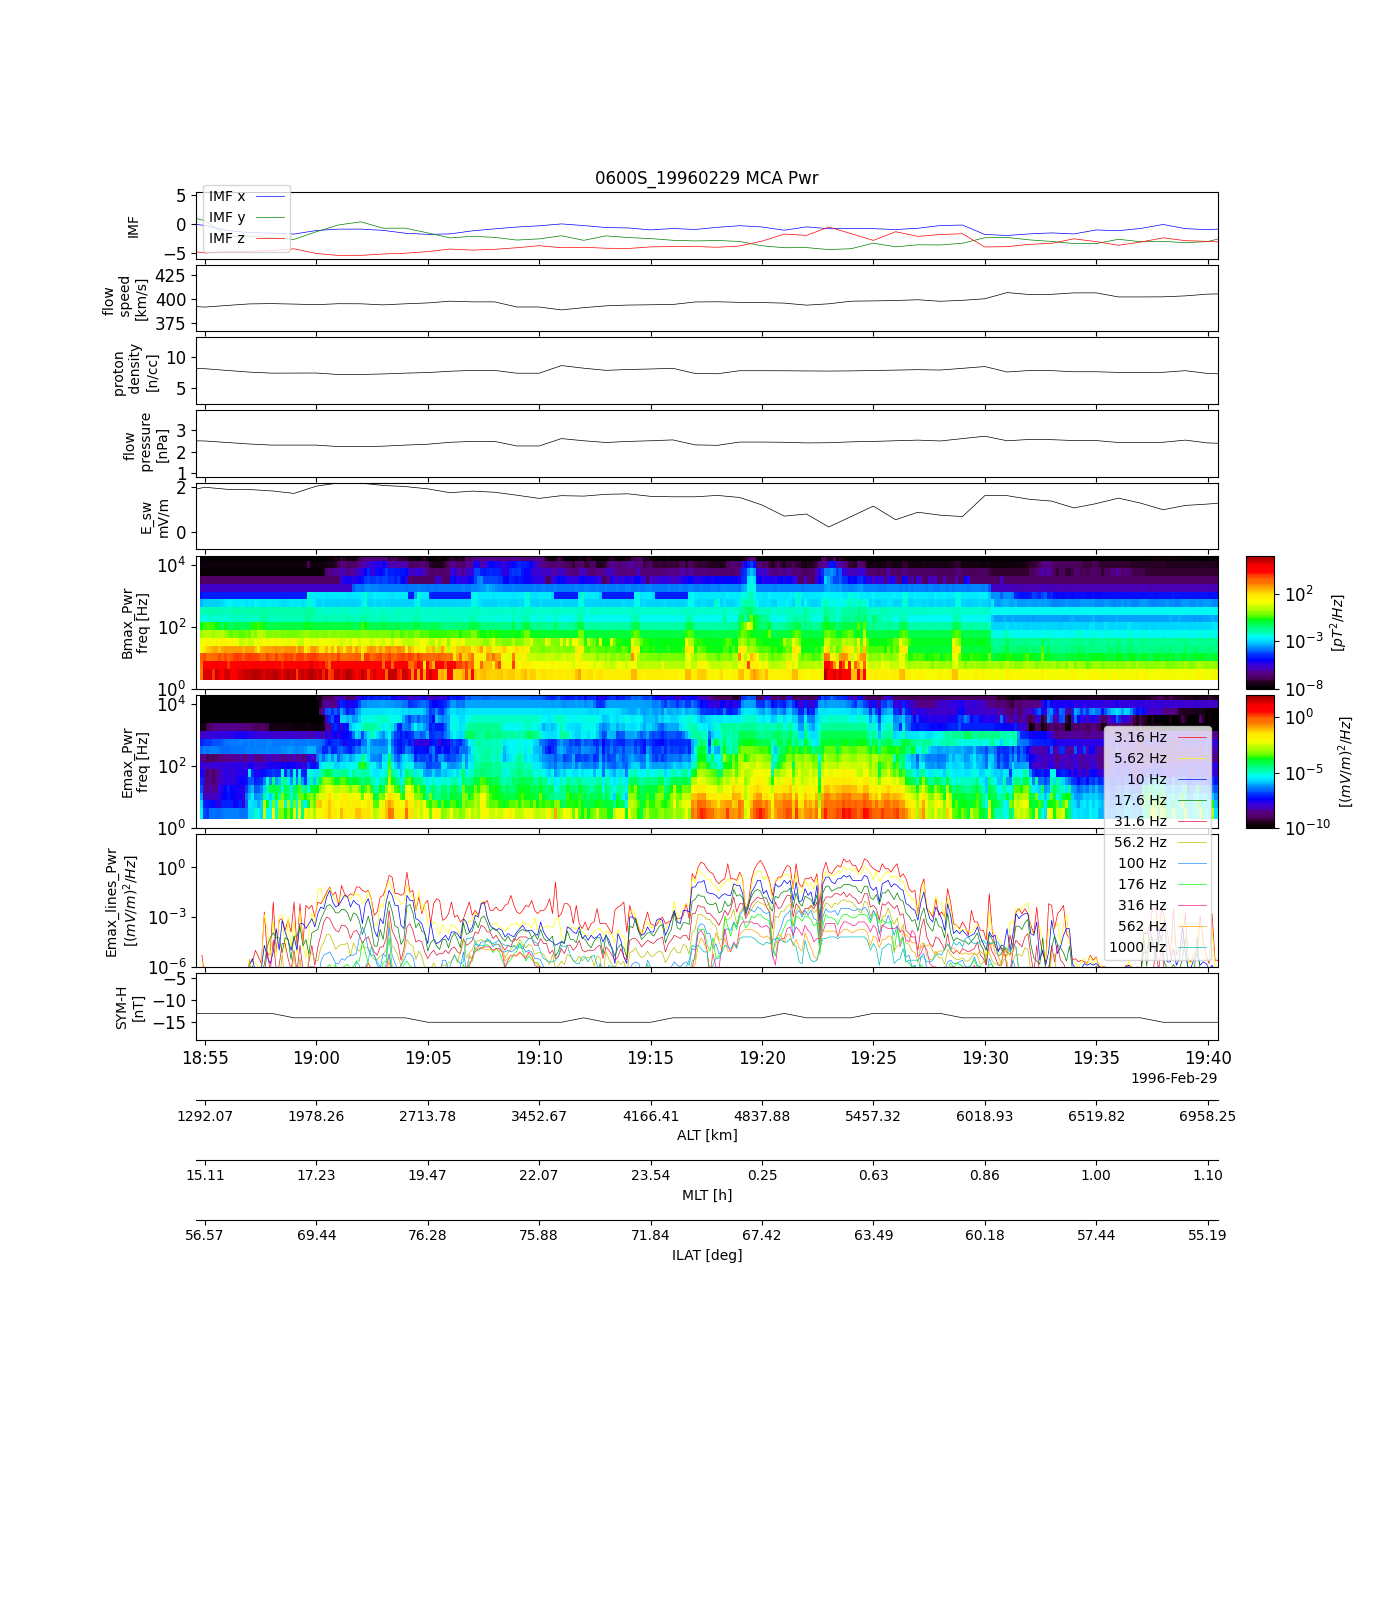 0600S_19960229 MCA Pwr
IMF
5
0
−5
IMF x
IMF y
IMF z
flow
speed
[km/s]
425
400
375
proton
density
[n/cc]
10
5
flow
pressure
[nPa]
3
2
1
E_sw
mV/m
2
0
Bmax_Pwr
freq [Hz]
10^4
10^2
10^0
10^2
10^−3
10^−8
[pT^2/Hz]
Emax_Pwr
freq [Hz]
10^4
10^2
10^0
10^0
10^−5
10^−10
[(mV/m)^2/Hz]
3.16 Hz
5.62 Hz
10 Hz
17.6 Hz
31.6 Hz
56.2 Hz
100 Hz
176 Hz
316 Hz
562 Hz
1000 Hz
Emax_lines_Pwr
[(mV/m)^2/Hz]
10^0
10^−3
10^−6
SYM-H
[nT]
−5
−10
−15
18:55 19:00 19:05 19:10 19:15 19:20 19:25 19:30 19:35 19:40
1996-Feb-29
1292.07 1978.26 2713.78 3452.67 4166.41 4837.88 5457.32 6018.93 6519.82 6958.25
ALT [km]
15.11 17.23 19.47 22.07 23.54 0.25 0.63 0.86 1.00 1.10
MLT [h]
56.57 69.44 76.28 75.88 71.84 67.42 63.49 60.18 57.44 55.19
ILAT [deg]